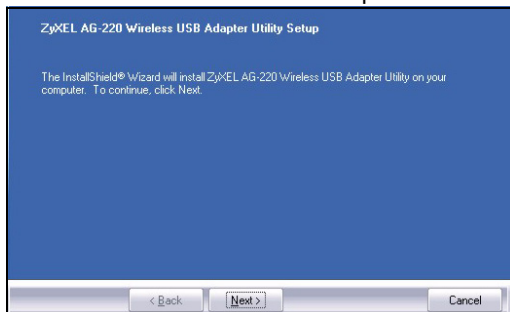 ZyXEL AG-220 Wireless USB Adapter Utility Setup
The InstallShield® Wizard will install ZyXEL AG-220 Wireless USB Adapter Utility on your
computer. To continue, click Next.
< Back
Next >
Cancel